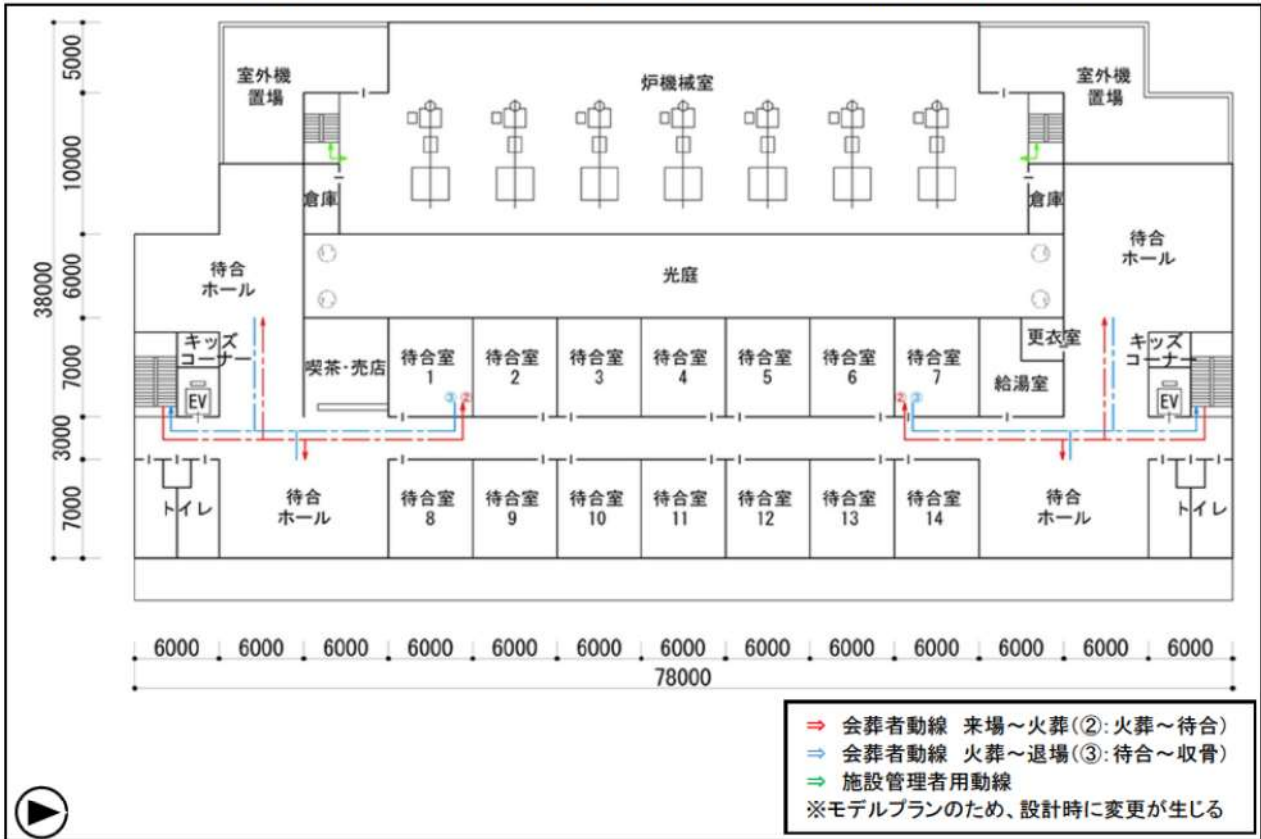 室外機
置場
炉機械室
室外機
置場
倉庫
倉庫
待合
ホール
光庭
待合
ホール
キッズ
コーナー
EV
喫茶・売店
待合室
1
③②
待合室
2
待合室
3
待合室
4
待合室
5
待合室
6
待合室
7
②③
更衣室
給湯室
キッズ
コーナー
EV
トイレ
待合
ホール
待合室
8
待合室
9
待合室
10
待合室
11
待合室
12
待合室
13
待合室
14
待合
ホール
トイレ
5000
10000
6000
7000
3000
7000
38000
6000 6000 6000 6000 6000 6000 6000 6000 6000 6000 6000 6000 6000
78000
⇒ 会葬者動線 来場～火葬(②:火葬～待合)
⇒ 会葬者動線 火葬～退場(③:待合～収骨)
⇒ 施設管理者用動線
※モデルプランのため、設計時に変更が生じる